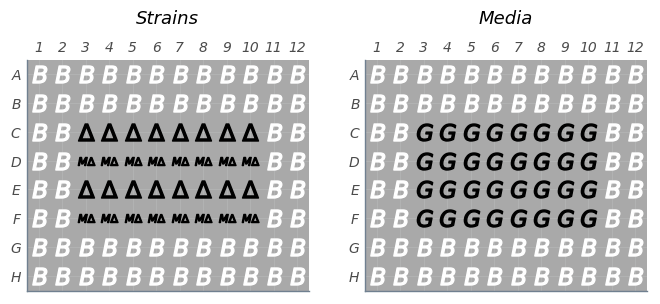 Strains Media
1 2 3 4 5 6 7 8 9 10 11 12 1 2 3 4 5 6 7 8 9 10 11 12
A B B B B B B B B B B B B A B B B B B B B B B B B B
B B B B B B B B B B B B B B B B B B B B B B B B B B
C B B Δ Δ Δ Δ Δ Δ Δ Δ B B C B B G G G G G G G G B B
D B B MΔ MΔ MΔ MΔ MΔ MΔ MΔ MΔ B B D B B G G G G G G G G B B
E B B Δ Δ Δ Δ Δ Δ Δ Δ B B E B B G G G G G G G G B B
F B B MΔ MΔ MΔ MΔ MΔ MΔ MΔ MΔ B B F B B G G G G G G G G B B
G B B B B B B B B B B B B G B B B B B B B B B B B B
H B B B B B B B B B B B B H B B B B B B B B B B B B